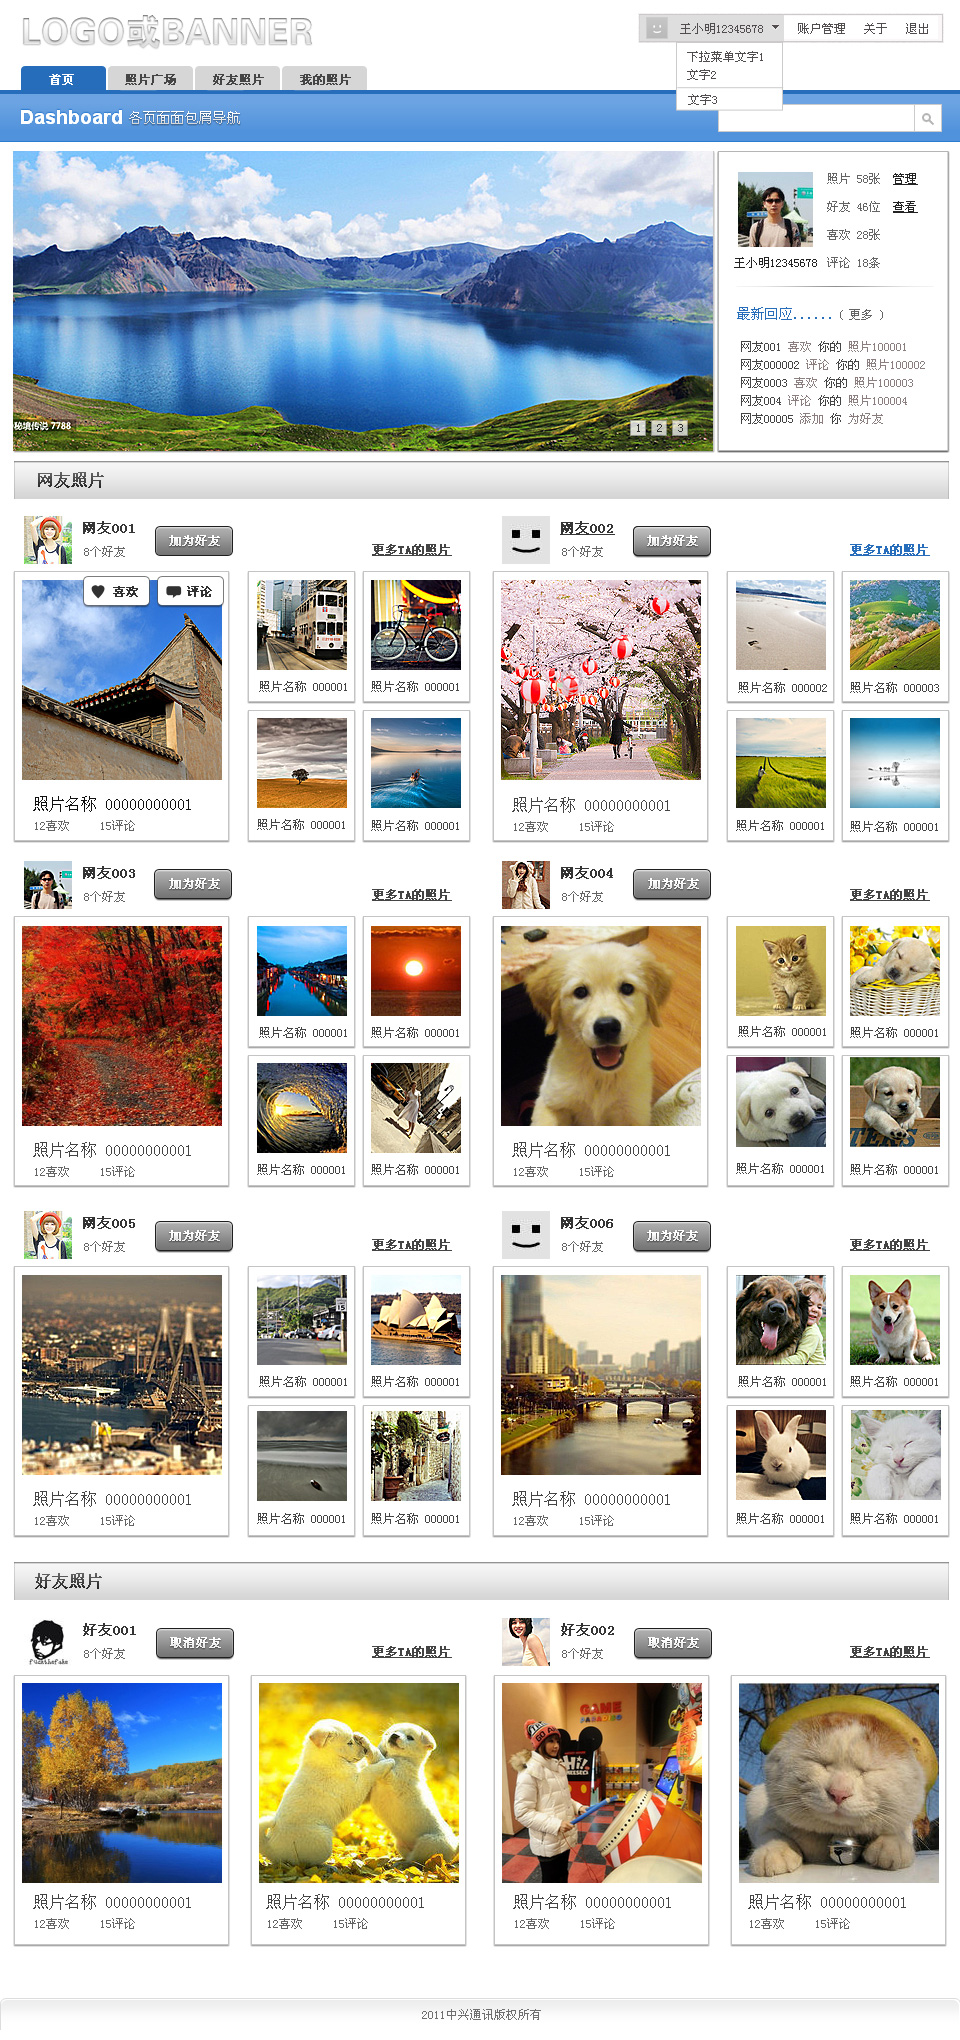 LOGO或BANNER
王小明12345678 账户管理 关于 退出
下拉菜单文字1
文字2
文字3
首页 照片广场 好友照片 我的照片
Dashboard 各页面面包屑导航
照片 58张 管理
好友 46位 查看
喜欢 28张
王小明12345678 评论 18条
最新回应...... ( 更多 )
网友001 喜欢 你的 照片100001
网友000002 评论 你的 照片100002
网友0003 喜欢 你的 照片100003
网友004 评论 你的 照片100004
网友00005 添加 你 为好友
秘境传说 7788
1 2 3
网友照片
网友001 加为好友
8个好友 更多TA的照片
网友002 加为好友
8个好友 更多TA的照片
喜欢 评论
照片名称 000001 照片名称 000001
照片名称 000002 照片名称 000003
照片名称 00000000001
12喜欢 15评论
照片名称 000001 照片名称 000001
照片名称 00000000001
12喜欢 15评论
照片名称 000001 照片名称 000001
网友003 加为好友
8个好友 更多TA的照片
网友004 加为好友
8个好友 更多TA的照片
照片名称 000001 照片名称 000001
照片名称 000001 照片名称 000001
照片名称 00000000001
12喜欢 15评论
照片名称 000001 照片名称 000001
照片名称 00000000001
12喜欢 15评论
照片名称 000001 照片名称 000001
网友005 加为好友
8个好友 更多TA的照片
网友006 加为好友
8个好友 更多TA的照片
15
照片名称 000001 照片名称 000001
照片名称 000001 照片名称 000001
照片名称 00000000001
12喜欢 15评论
照片名称 000001 照片名称 000001
照片名称 00000000001
12喜欢 15评论
照片名称 000001 照片名称 000001
好友照片
好友001 取消好友
8个好友 更多TA的照片
好友002 取消好友
8个好友 更多TA的照片
GAME
Hi!
照片名称 00000000001
12喜欢 15评论
照片名称 00000000001
12喜欢 15评论
照片名称 00000000001
12喜欢 15评论
照片名称 00000000001
12喜欢 15评论
2011中兴通讯版权所有